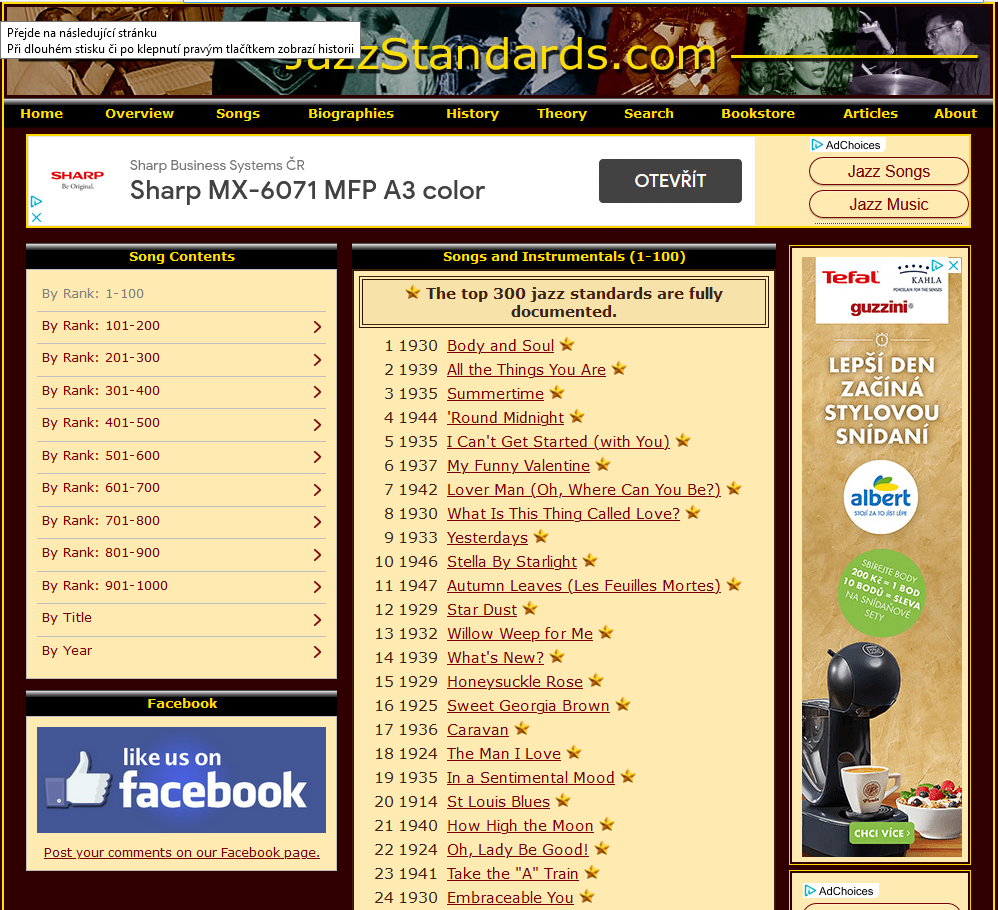 Přejde na následující stránku
Při dlouhém stisku či po klepnutí pravým tlačítkem zobrazí historii
JazzStandards.com
Home Overview Songs Biographies History Theory Search Bookstore Articles About
SHARP
Be Original.
Sharp Business Systems ČR
Sharp MX-6071 MFP A3 color
OTEVŘÍT
AdChoices
Jazz Songs
Jazz Music
Song Contents
By Rank: 1-100
By Rank: 101-200
By Rank: 201-300
By Rank: 301-400
By Rank: 401-500
By Rank: 501-600
By Rank: 601-700
By Rank: 701-800
By Rank: 801-900
By Rank: 901-1000
By Title
By Year
Facebook
like us on
facebook
Post your comments on our Facebook page.
Songs and Instrumentals (1-100)
The top 300 jazz standards are fully
documented.
1 1930 Body and Soul
2 1939 All the Things You Are
3 1935 Summertime
4 1944 'Round Midnight
5 1935 I Can't Get Started (with You)
6 1937 My Funny Valentine
7 1942 Lover Man (Oh, Where Can You Be?)
8 1930 What Is This Thing Called Love?
9 1933 Yesterdays
10 1946 Stella By Starlight
11 1947 Autumn Leaves (Les Feuilles Mortes)
12 1929 Star Dust
13 1932 Willow Weep for Me
14 1939 What's New?
15 1929 Honeysuckle Rose
16 1925 Sweet Georgia Brown
17 1936 Caravan
18 1924 The Man I Love
19 1935 In a Sentimental Mood
20 1914 St Louis Blues
21 1940 How High the Moon
22 1924 Oh, Lady Be Good!
23 1941 Take the "A" Train
24 1930 Embraceable You
Tefal
KAHLA
PORCELAIN FOR THE SENSES
guzzini
LEPŠÍ DEN
ZAČÍNÁ
STYLOVOU
SNÍDANÍ
albert
STOJÍ ZA TO JÍST LÉPE
SBÍREJTE BODY
200 KČ = 1 BOD
10 BODŮ = SLEVA
NA SNÍDAŇOVÉ
SETY
CHCI VÍCE ›
AdChoices